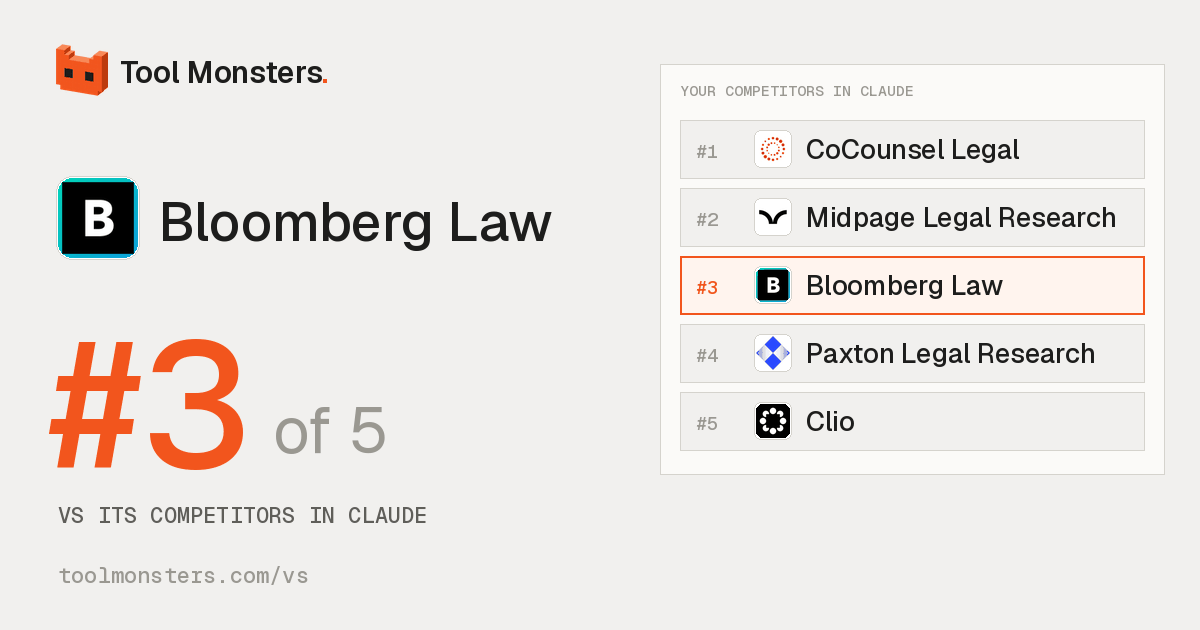 Tool Monsters.
B
Bloomberg Law
#3 of 5
VS ITS COMPETITORS IN CLAUDE
toolmonsters.com/vs
YOUR COMPETITORS IN CLAUDE
#1 CoCounsel Legal
#2 Midpage Legal Research
#3 B Bloomberg Law
#4 Paxton Legal Research
#5 Clio